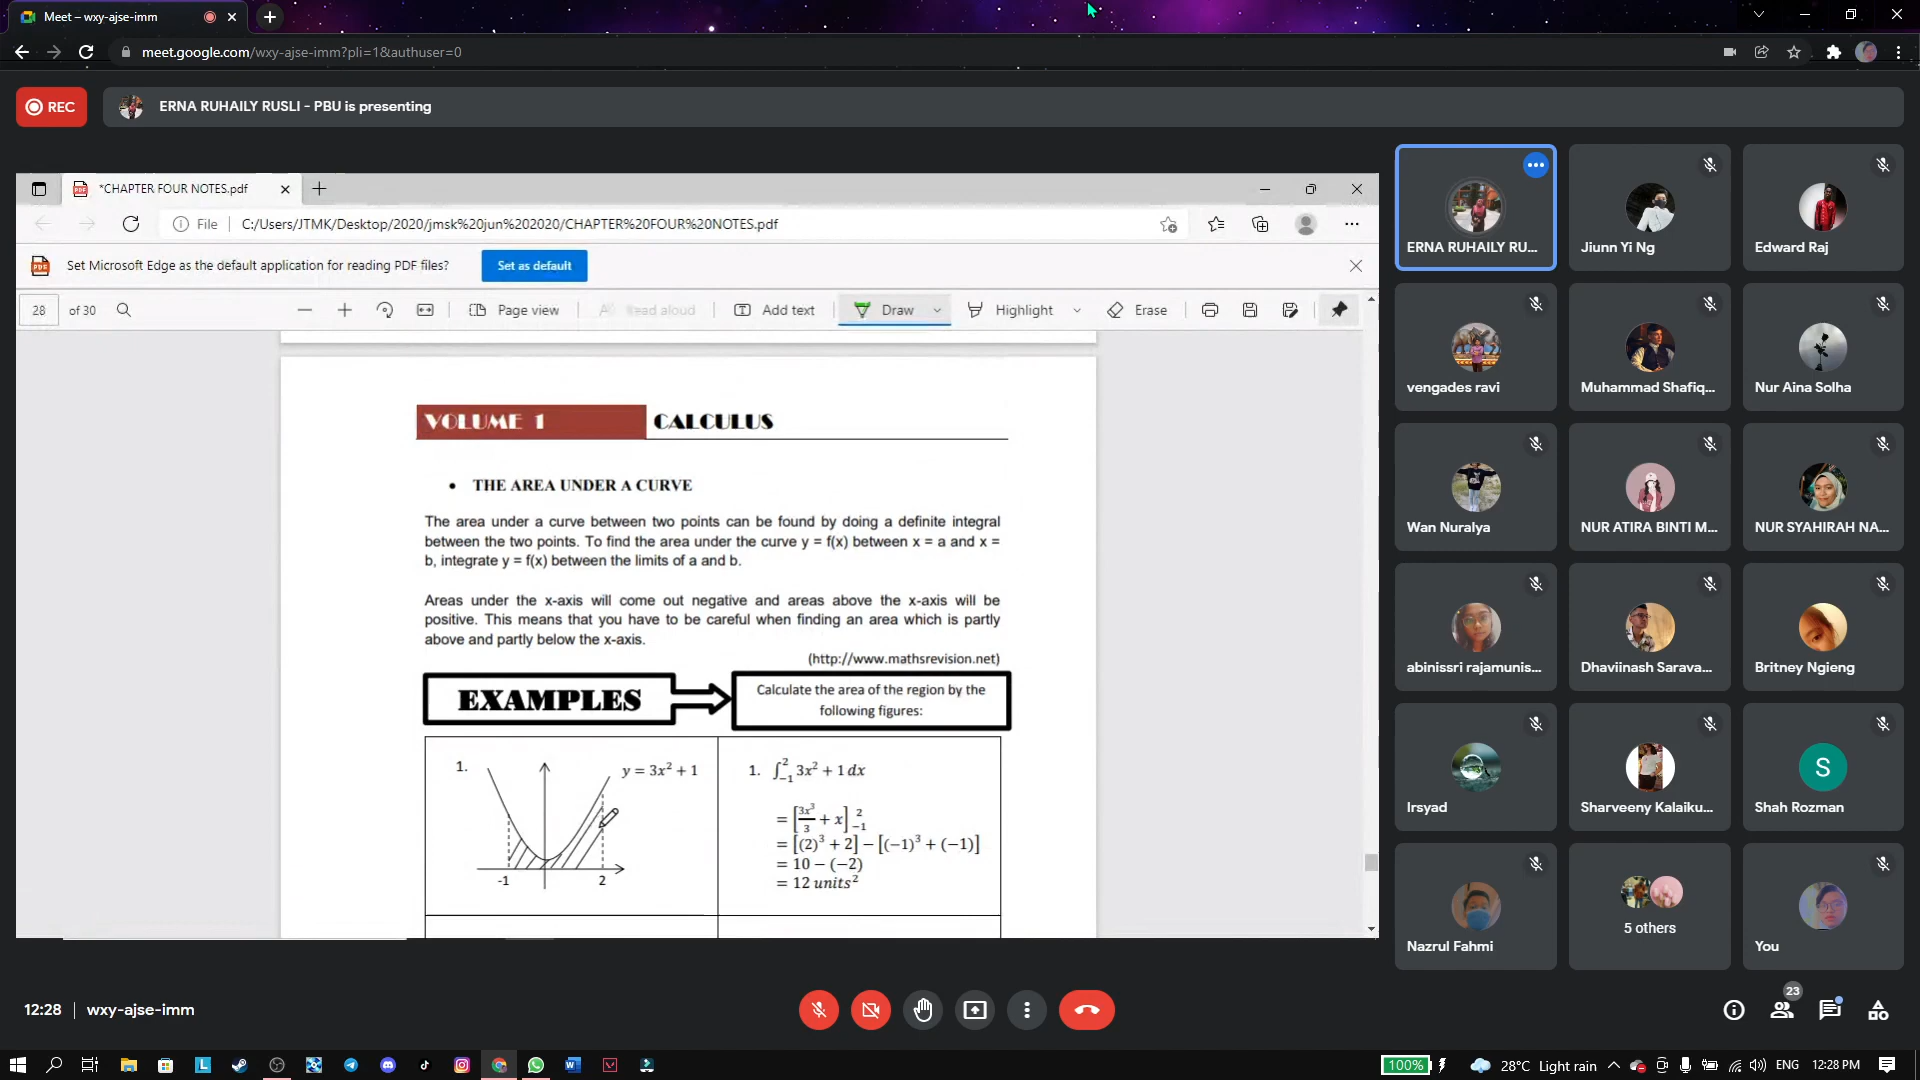 Meet – wxy-ajse-imm
meet.google.com/wxy-ajse-imm?pli=1&authuser=0
REC
ERNA RUHAILY RUSLI - PBU is presenting
*CHAPTER FOUR NOTES.pdf
File
C:/Users/JTMK/Desktop/2020/jmsk%20jun%202020/CHAPTER%20FOUR%20NOTES.pdf
Set Microsoft Edge as the default application for reading PDF files?
Set as default
28 of 30
Page view
Read aloud
Add text
Draw
Highlight
Erase
VOLUME 1
CALCULUS
• THE AREA UNDER A CURVE
The area under a curve between two points can be found by doing a definite integral
between the two points. To find the area under the curve y = f(x) between x = a and x =
b, integrate y = f(x) between the limits of a and b.
Areas under the x-axis will come out negative and areas above the x-axis will be
positive. This means that you have to be careful when finding an area which is partly
above and partly below the x-axis.
(http://www.mathsrevision.net)
EXAMPLES
Calculate the area of the region by the
following figures:
1.
y = 3x² + 1
-1
2
1. ∫₋₁² 3x² + 1 dx
= [3x³/3 + x] ²₋₁
= [(2)³ + 2] − [(−1)³ + (−1)]
= 10 − (−2)
= 12 units²
ERNA RUHAILY RU...
Jiunn Yi Ng
Edward Raj
vengades ravi
Muhammad Shafiq...
Nur Aina Solha
Wan Nuralya
NUR ATIRA BINTI M...
NUR SYAHIRAH NA...
abinissri rajamunis...
Dhaviinash Sarava...
Britney Ngieng
Irsyad
Sharveeny Kalaiku...
S
Shah Rozman
Nazrul Fahmi
5 others
You
12:28 | wxy-ajse-imm
23
100%
28°C Light rain
ENG
12:28 PM